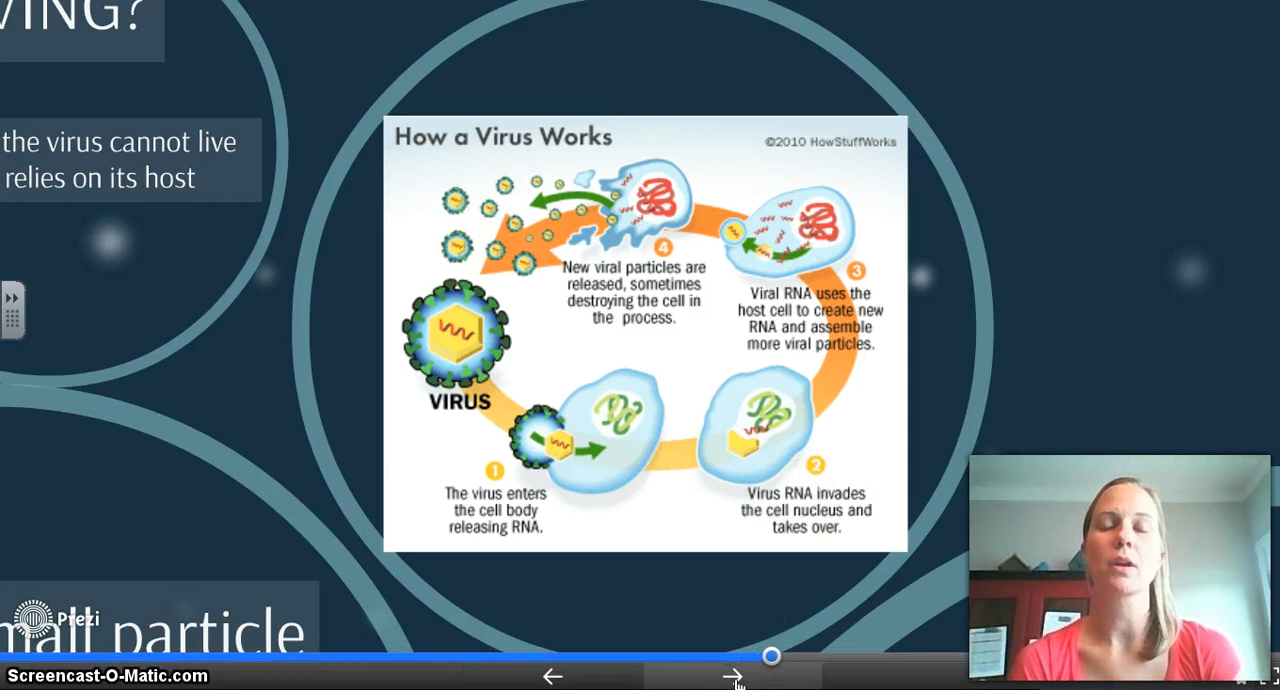 VING?
the virus cannot live
relies on its host
How a Virus Works
©2010 HowStuffWorks
4
New viral particles are
released, sometimes
destroying the cell in
the process.
3
Viral RNA uses the
host cell to create new
RNA and assemble
more viral particles.
VIRUS
1
The virus enters
the cell body
releasing RNA.
2
Virus RNA invades
the cell nucleus and
takes over.
Prezi
mall particle
Screencast-O-Matic.com